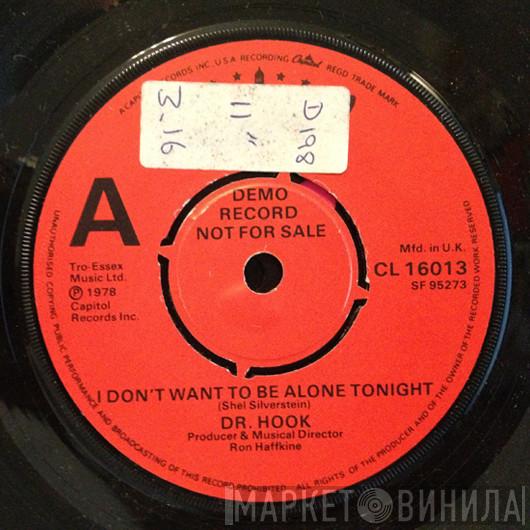 A CAPITOL RECORDS INC., U.S.A. RECORDING Capitol REGD TRADE MARK
D.198
11"
3-16
DEMO
RECORD
NOT FOR SALE
A
Tro-Essex
Music Ltd.
℗ 1978
Capitol
Records Inc.
Mfd. in U.K.
CL 16013
SF 95273
I DON'T WANT TO BE ALONE TONIGHT
(Shel Silverstein)
DR. HOOK
Producer & Musical Director
Ron Haffkine
UNAUTHORISED COPYING PUBLIC PERFORMANCE AND BROADCASTING OF THIS RECORD PROHIBITED. ALL RIGHTS OF THE PRODUCER AND OF THE OWNER OF THE RECORDED WORK RESERVED
МАРКЕТ ВИНИЛА